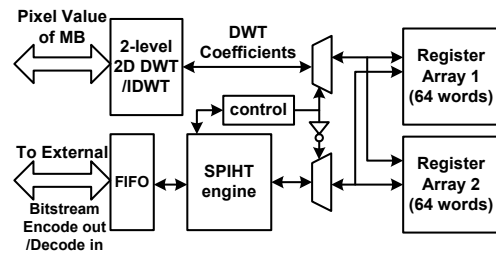 Pixel Value
of MB
2-level
2D DWT
/IDWT
DWT
Coefficients
Register
Array 1
(64 words)
control
To External
FIFO
SPIHT
engine
Register
Array 2
(64 words)
Bitstream
Encode out
/Decode in